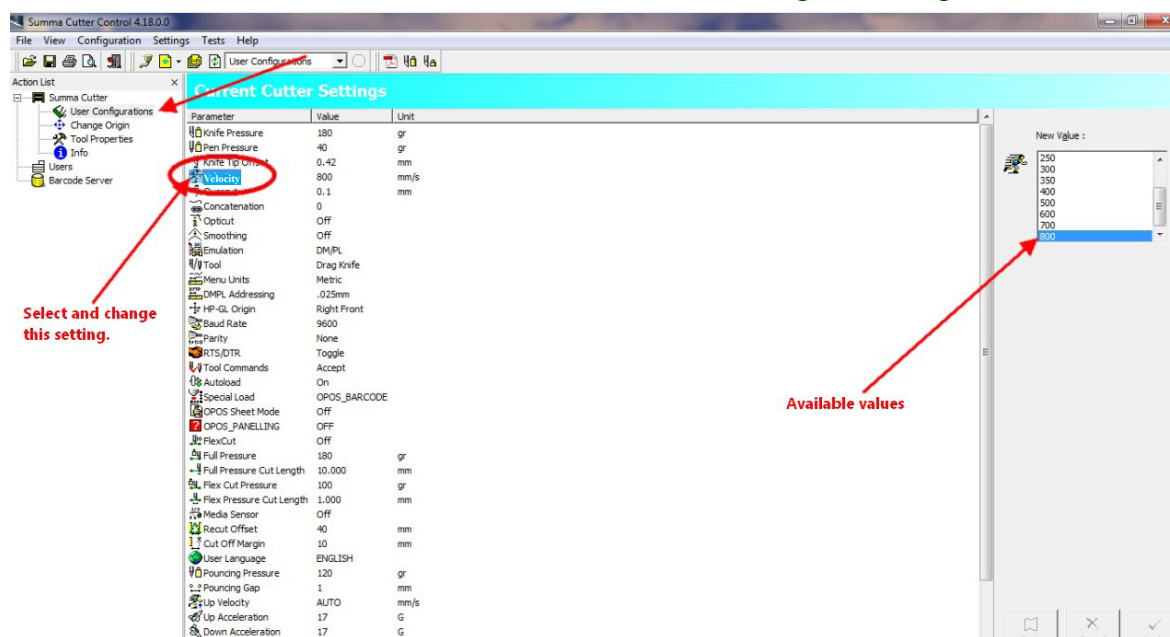 Summa Cutter Control 4.18.0.0
File View Configuration Settings Tests Help
User Configurations
Action List
Summa Cutter
User Configurations
Change Origin
Tool Properties
Info
Users
Barcode Server
Current Cutter Settings
Parameter Value Unit
Knife Pressure 180 gr
Pen Pressure 40 gr
Knife Tip Offset 0.42 mm
Velocity 800 mm/s
0.1 mm
Concatenation 0
Opticut Off
Smoothing Off
Emulation DM/PL
Tool Drag Knife
Menu Units Metric
DMPL Addressing .025mm
HP-GL Origin Right Front
Baud Rate 9600
Parity None
RTS/DTR Toggle
Tool Commands Accept
Autoload On
Special Load OPOS_BARCODE
OPOS Sheet Mode Off
OPOS_PANELLING OFF
FlexCut Off
Full Pressure 180 gr
Full Pressure Cut Length 10.000 mm
Flex Cut Pressure 100 gr
Flex Pressure Cut Length 1.000 mm
Media Sensor Off
Recut Offset 40 mm
Cut Off Margin 10 mm
User Language ENGLISH
Pouncing Pressure 120 gr
Pouncing Gap 1 mm
Up Velocity AUTO mm/s
Up Acceleration 17 G
Down Acceleration 17 G
New Value :
250
300
350
400
500
600
700
800
Select and change
this setting.
Available values